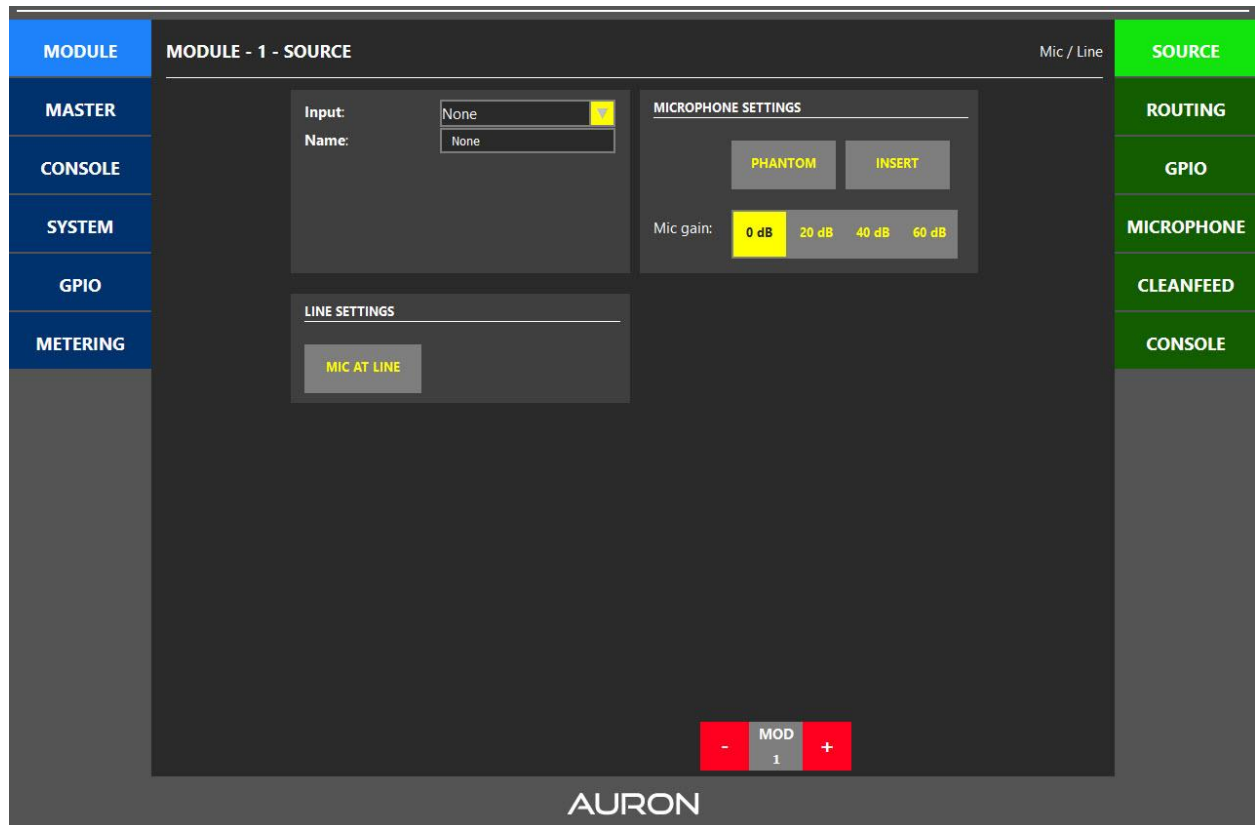 MODULE
MASTER
CONSOLE
SYSTEM
GPIO
METERING
MODULE - 1 - SOURCE
Mic / Line
Input:
None
Name:
None
MICROPHONE SETTINGS
PHANTOM
INSERT
Mic gain:
0 dB
20 dB
40 dB
60 dB
LINE SETTINGS
MIC AT LINE
-
MOD
1
+
SOURCE
ROUTING
GPIO
MICROPHONE
CLEANFEED
CONSOLE
AURON